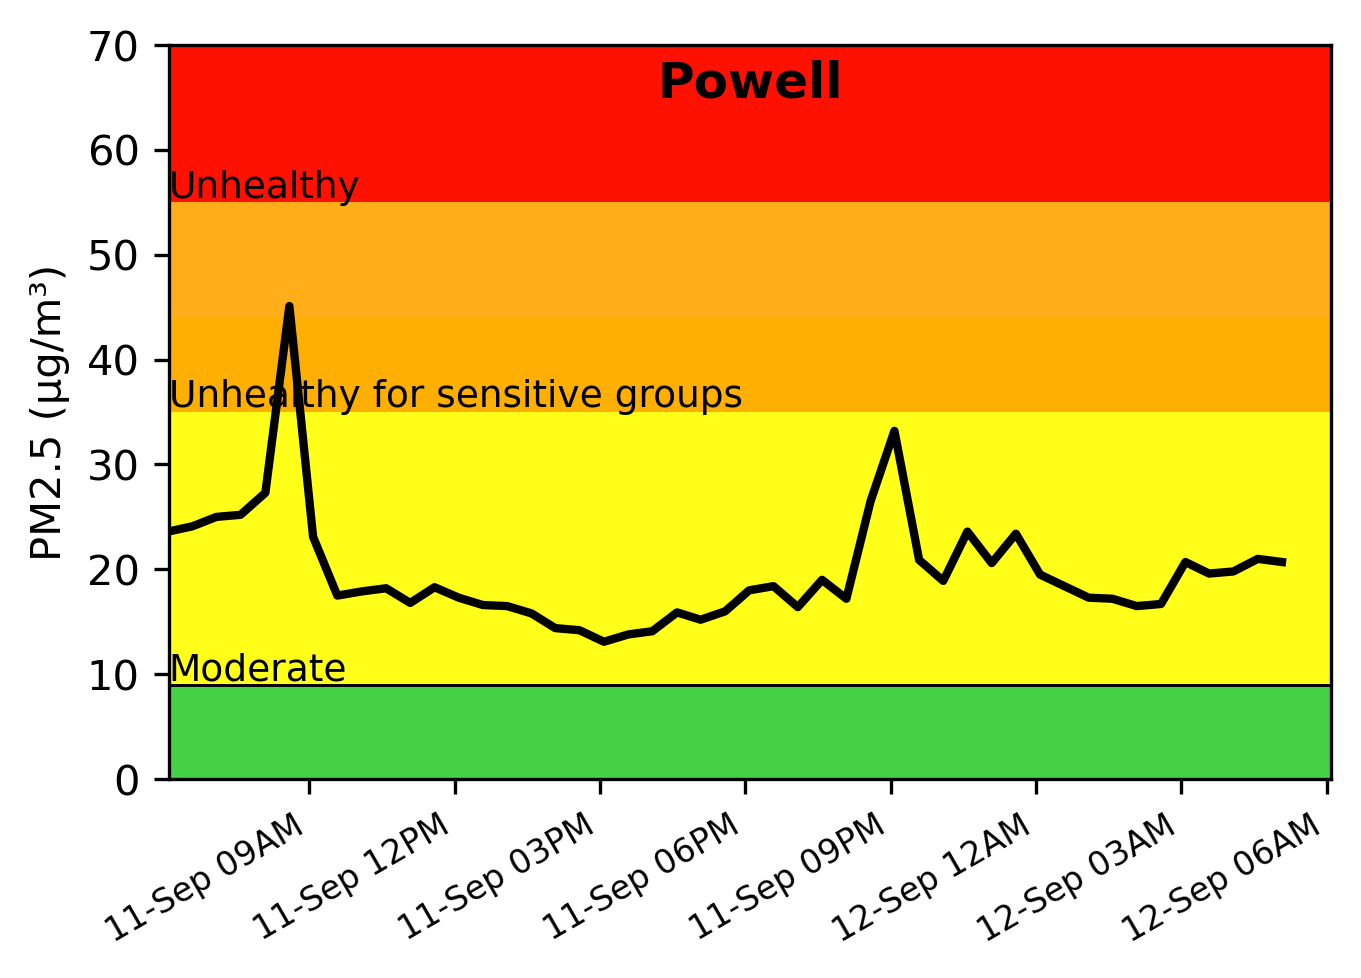 Powell
70
60
50
40
30
20
10
0
PM2.5 (µg/m³)
Unhealthy
Unhealthy for sensitive groups
Moderate
11-Sep 09AM
11-Sep 12PM
11-Sep 03PM
11-Sep 06PM
11-Sep 09PM
12-Sep 12AM
12-Sep 03AM
12-Sep 06AM